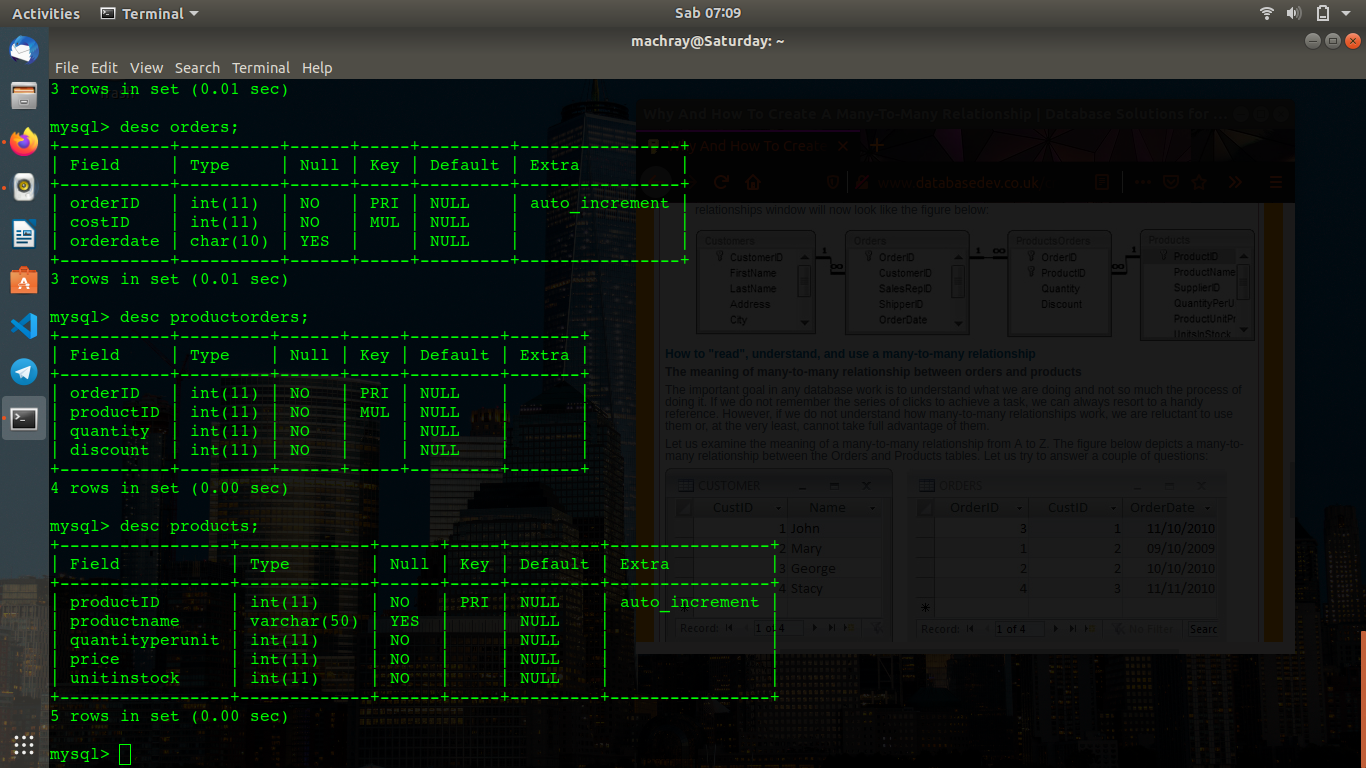 Activities Terminal Sab 07:09
machray@Saturday: ~
File Edit View Search Terminal Help
3 rows in set (0.01 sec)
mysql> desc orders;
+-----------+----------+------+-----+---------+----------------+
| Field     | Type     | Null | Key | Default | Extra          |
+-----------+----------+------+-----+---------+----------------+
| orderID   | int(11)  | NO   | PRI | NULL    | auto_increment |
| costID    | int(11)  | NO   | MUL | NULL    |                |
| orderdate | char(10) | YES  |     | NULL    |                |
+-----------+----------+------+-----+---------+----------------+
3 rows in set (0.01 sec)
mysql> desc productorders;
+-----------+---------+------+-----+---------+-------+
| Field     | Type    | Null | Key | Default | Extra |
+-----------+---------+------+-----+---------+-------+
| orderID   | int(11) | NO   | PRI | NULL    |       |
| productID | int(11) | NO   | MUL | NULL    |       |
| quantity  | int(11) | NO   |     | NULL    |       |
| discount  | int(11) | NO   |     | NULL    |       |
+-----------+---------+------+-----+---------+-------+
4 rows in set (0.00 sec)
mysql> desc products;
+-----------------+-------------+------+-----+---------+----------------+
| Field           | Type        | Null | Key | Default | Extra          |
+-----------------+-------------+------+-----+---------+----------------+
| productID       | int(11)     | NO   | PRI | NULL    | auto_increment |
| productname     | varchar(50) | YES  |     | NULL    |                |
| quantityperunit | int(11)     | NO   |     | NULL    |                |
| price           | int(11)     | NO   |     | NULL    |                |
| unitinstock     | int(11)     | NO   |     | NULL    |                |
+-----------------+-------------+------+-----+---------+----------------+
5 rows in set (0.00 sec)
mysql>
Why And How To Create A Many-To-Many Relationship | Database Solutions for ...
And How To Creat
www.databasedev.co.uk/
relationships window will now look like the figure below:
Customers Orders ProductsOrders Products
CustomerID OrderID OrderID ProductID
FirstName CustomerID ProductID ProductName
LastName SalesRepID Quantity SupplierID
Address ShipperID Discount QuantityPerU
City OrderDate ProductUnitPr
UnitsInStock
How to "read", understand, and use a many-to-many relationship
The meaning of many-to-many relationship between orders and products
The important goal in any database work is to understand what we are doing and not so much the process of
doing it. If we do not remember the series of clicks to achieve a task, we can always resort to a handy
reference. However, if we do not understand how many-to-many relationships work, we are reluctant to use
them or, at the very least, cannot take full advantage of them.
Let us examine the meaning of a many-to-many relationship from A to Z. The figure below depicts a many-to-
many relationship between the Orders and Products tables. Let us try to answer a couple of questions:
CUSTOMER ORDERS
CustID Name OrderID CustID OrderDate
1 John 3 1 11/10/2010
2 Mary 1 2 09/10/2009
3 George 2 2 10/10/2010
4 Stacy 4 3 11/11/2010
Record: 1 of 4 Record: 1 of 4 No Filter Searc